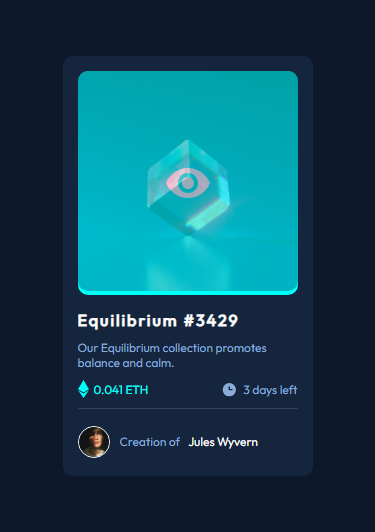 Equilibrium #3429
Our Equilibrium collection promotes
balance and calm.
0.041 ETH 3 days left
Creation of Jules Wyvern